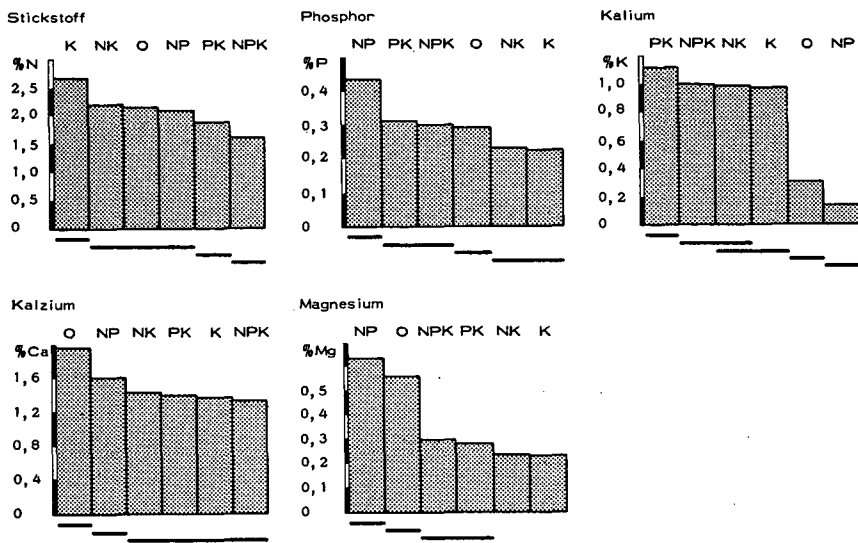 Stickstoff
K NK O NP PK NPK
%N
2,5
2,0
1,5
1,0
0,5
0
Phosphor
NP PK NPK O NK K
%P
0,4
0,3
0,2
0,1
0
Kalium
PK NPK NK K O NP
%K
1,0
0,8
0,6
0,4
0,2
0
Kalzium
O NP NK PK K NPK
%Ca
1,6
1,2
0,8
0,4
0
Magnesium
NP O NPK PK NK K
%Mg
0,5
0,4
0,3
0,2
0,1
0